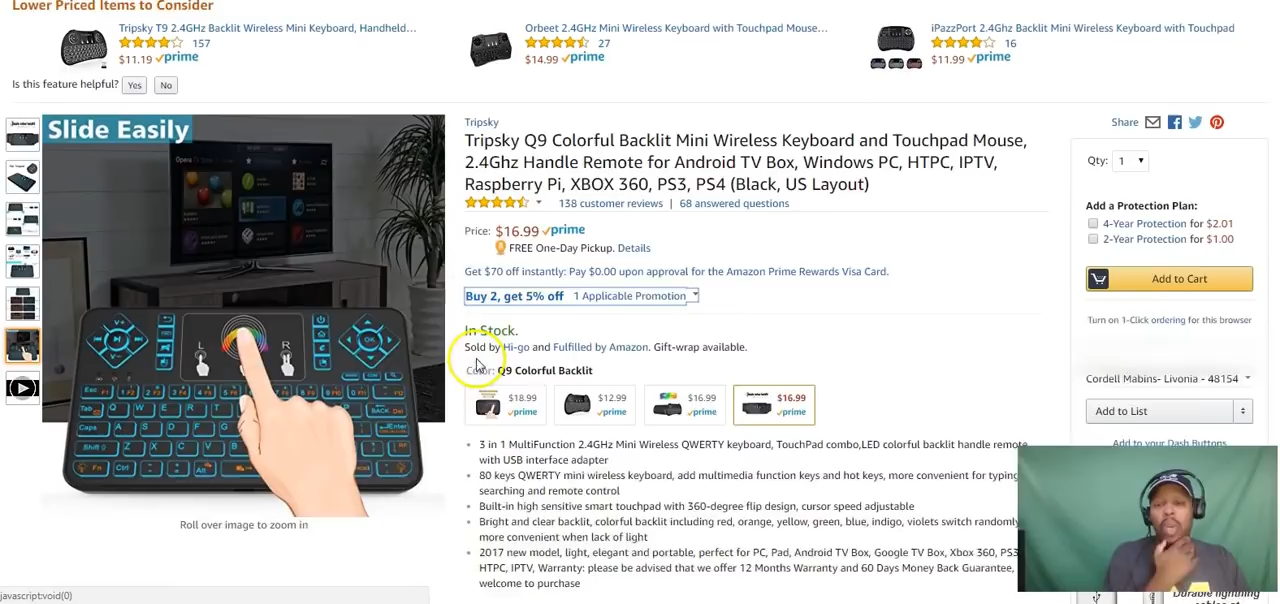 Lower Priced Items to Consider
Tripsky T9 2.4GHz Backlit Wireless Mini Keyboard, Handheld...
157
$11.19 prime
Orbeet 2.4GHz Mini Wireless Keyboard with Touchpad Mouse...
27
$14.99 prime
iPazzPort 2.4Ghz Backlit Mini Wireless Keyboard with Touchpad
16
$11.99 prime
Is this feature helpful? Yes No
Slide Easily
L R
Roll over image to zoom in
Tripsky
Tripsky Q9 Colorful Backlit Mini Wireless Keyboard and Touchpad Mouse,
2.4Ghz Handle Remote for Android TV Box, Windows PC, HTPC, IPTV,
Raspberry Pi, XBOX 360, PS3, PS4 (Black, US Layout)
138 customer reviews | 68 answered questions
Price: $16.99 prime
FREE One-Day Pickup. Details
Get $70 off instantly: Pay $0.00 upon approval for the Amazon Prime Rewards Visa Card.
Buy 2, get 5% off 1 Applicable Promotion
In Stock.
Sold by Hi-go and Fulfilled by Amazon. Gift-wrap available.
Color: Q9 Colorful Backlit
$18.99 prime
$12.99 prime
$16.99 prime
$16.99 prime
3 in 1 MultiFunction 2.4GHz Mini Wireless QWERTY keyboard, TouchPad combo,LED colorful backlit handle remote
with USB interface adapter
80 keys QWERTY mini wireless keyboard, add multimedia function keys and hot keys, more convenient for typing
searching and remote control
Built-in high sensitive smart touchpad with 360-degree flip design, cursor speed adjustable
Bright and clear backlit, colorful backlit including red, orange, yellow, green, blue, indigo, violets switch randomly
more convenient when lack of light
2017 new model, light, elegant and portable, perfect for PC, Pad, Android TV Box, Google TV Box, Xbox 360, PS3
HTPC, IPTV, Warranty: please be advised that we offer 12 Months Warranty and 60 Days Money Back Guarantee,
welcome to purchase
Share
Qty: 1
Add a Protection Plan:
4-Year Protection for $2.01
2-Year Protection for $1.00
Add to Cart
Turn on 1-Click ordering for this browser
Cordell Mabins- Livonia - 48154
Add to List
Add to your Dash Buttons
Durable lightning
javascript:void(0)